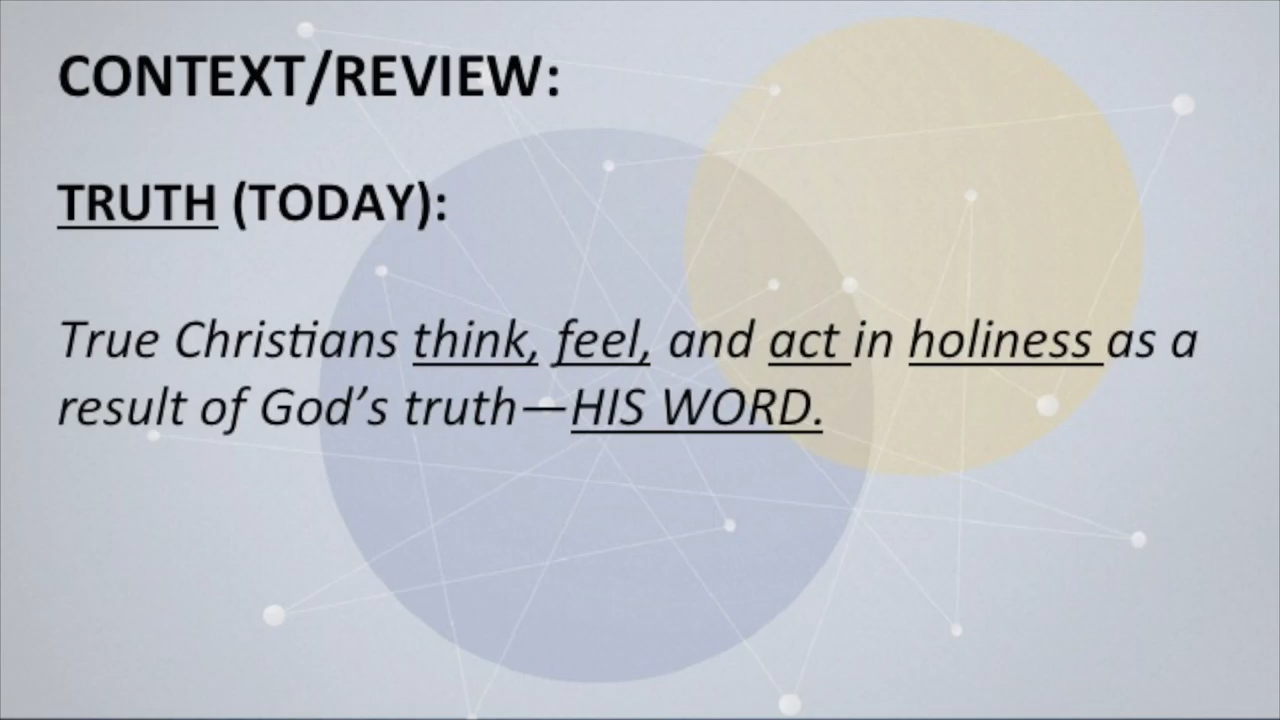 CONTEXT/REVIEW:
TRUTH (TODAY):
True Christians think, feel, and act in holiness as a
result of God’s truth—HIS WORD.